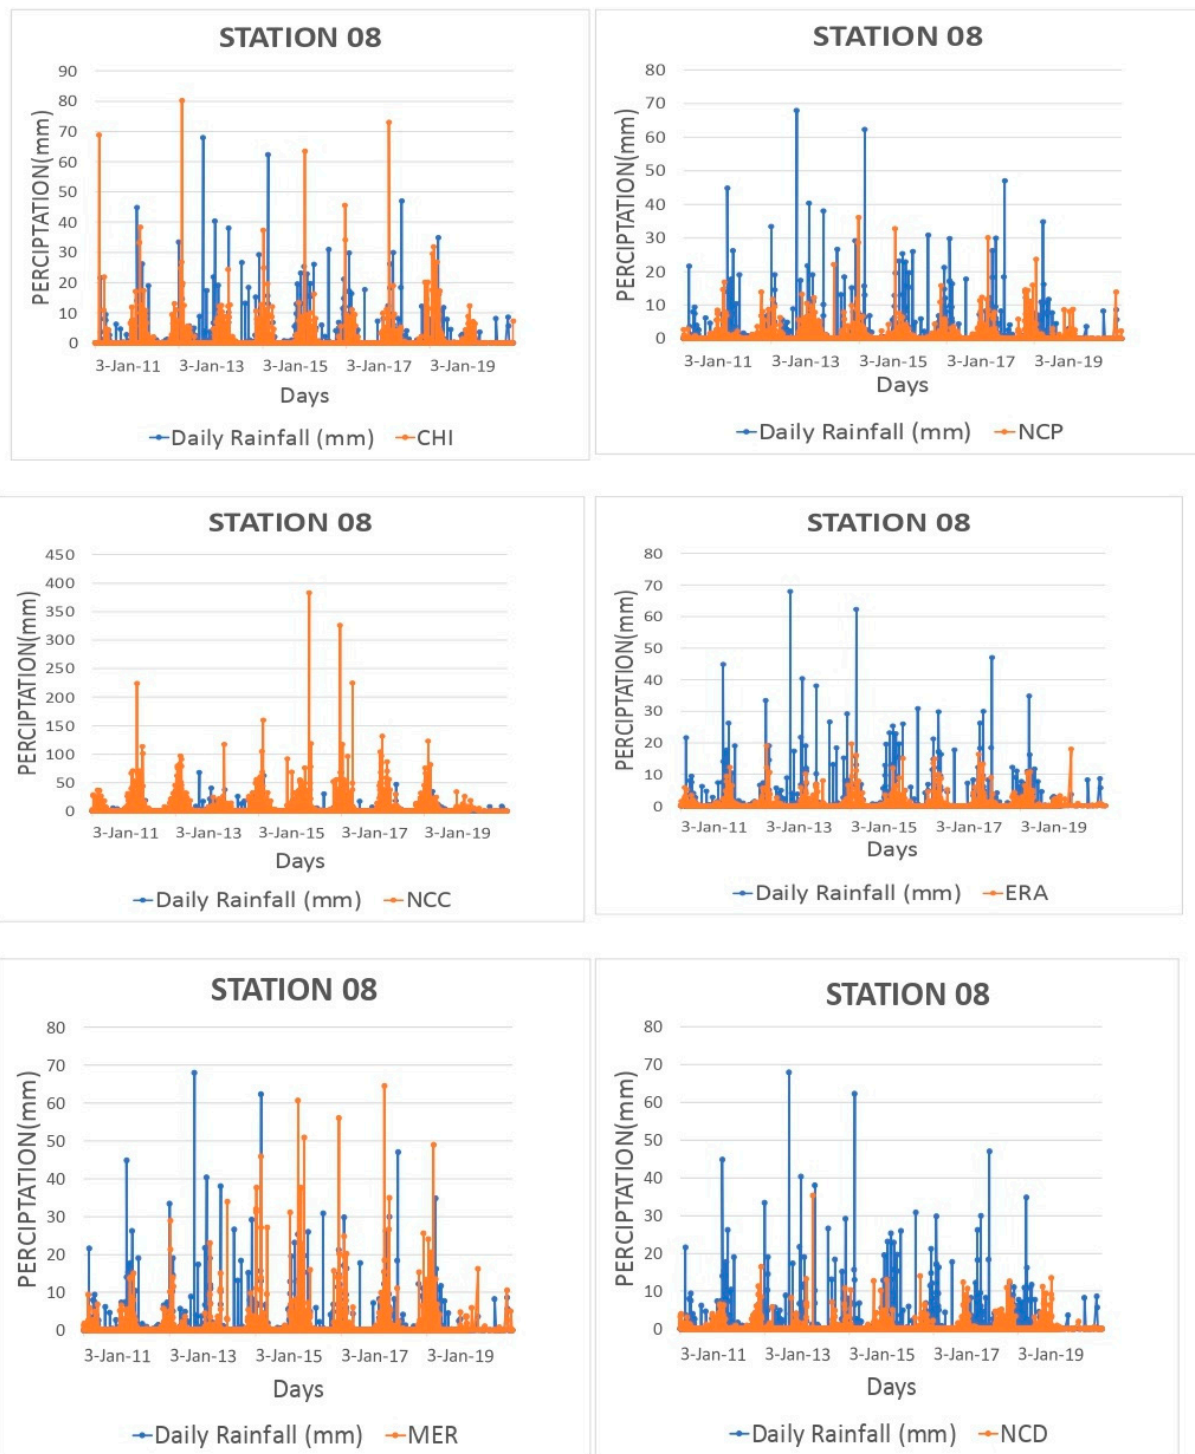 STATION 08
90
80
70
60
50
40
30
20
10
0
PERCIPTATION(mm)
3-Jan-11 3-Jan-13 3-Jan-15 3-Jan-17 3-Jan-19
Days
Daily Rainfall (mm) CHI
STATION 08
80
70
60
50
40
30
20
10
0
PERCIPTATION(mm)
3-Jan-11 3-Jan-13 3-Jan-15 3-Jan-17 3-Jan-19
Days
Daily Rainfall (mm) NCP
STATION 08
450
400
350
300
250
200
150
100
50
0
PERCIPTATION(mm)
3-Jan-11 3-Jan-13 3-Jan-15 3-Jan-17 3-Jan-19
Days
Daily Rainfall (mm) NCC
STATION 08
80
70
60
50
40
30
20
10
0
PERCIPTATION(mm)
3-Jan-11 3-Jan-13 3-Jan-15 3-Jan-17 3-Jan-19
Days
Daily Rainfall (mm) ERA
STATION 08
80
70
60
50
40
30
20
10
0
PERCIPTATION(mm)
3-Jan-11 3-Jan-13 3-Jan-15 3-Jan-17 3-Jan-19
Days
Daily Rainfall (mm) MER
STATION 08
80
70
60
50
40
30
20
10
0
PERCIPTATION(mm)
3-Jan-11 3-Jan-13 3-Jan-15 3-Jan-17 3-Jan-19
Days
Daily Rainfall (mm) NCD